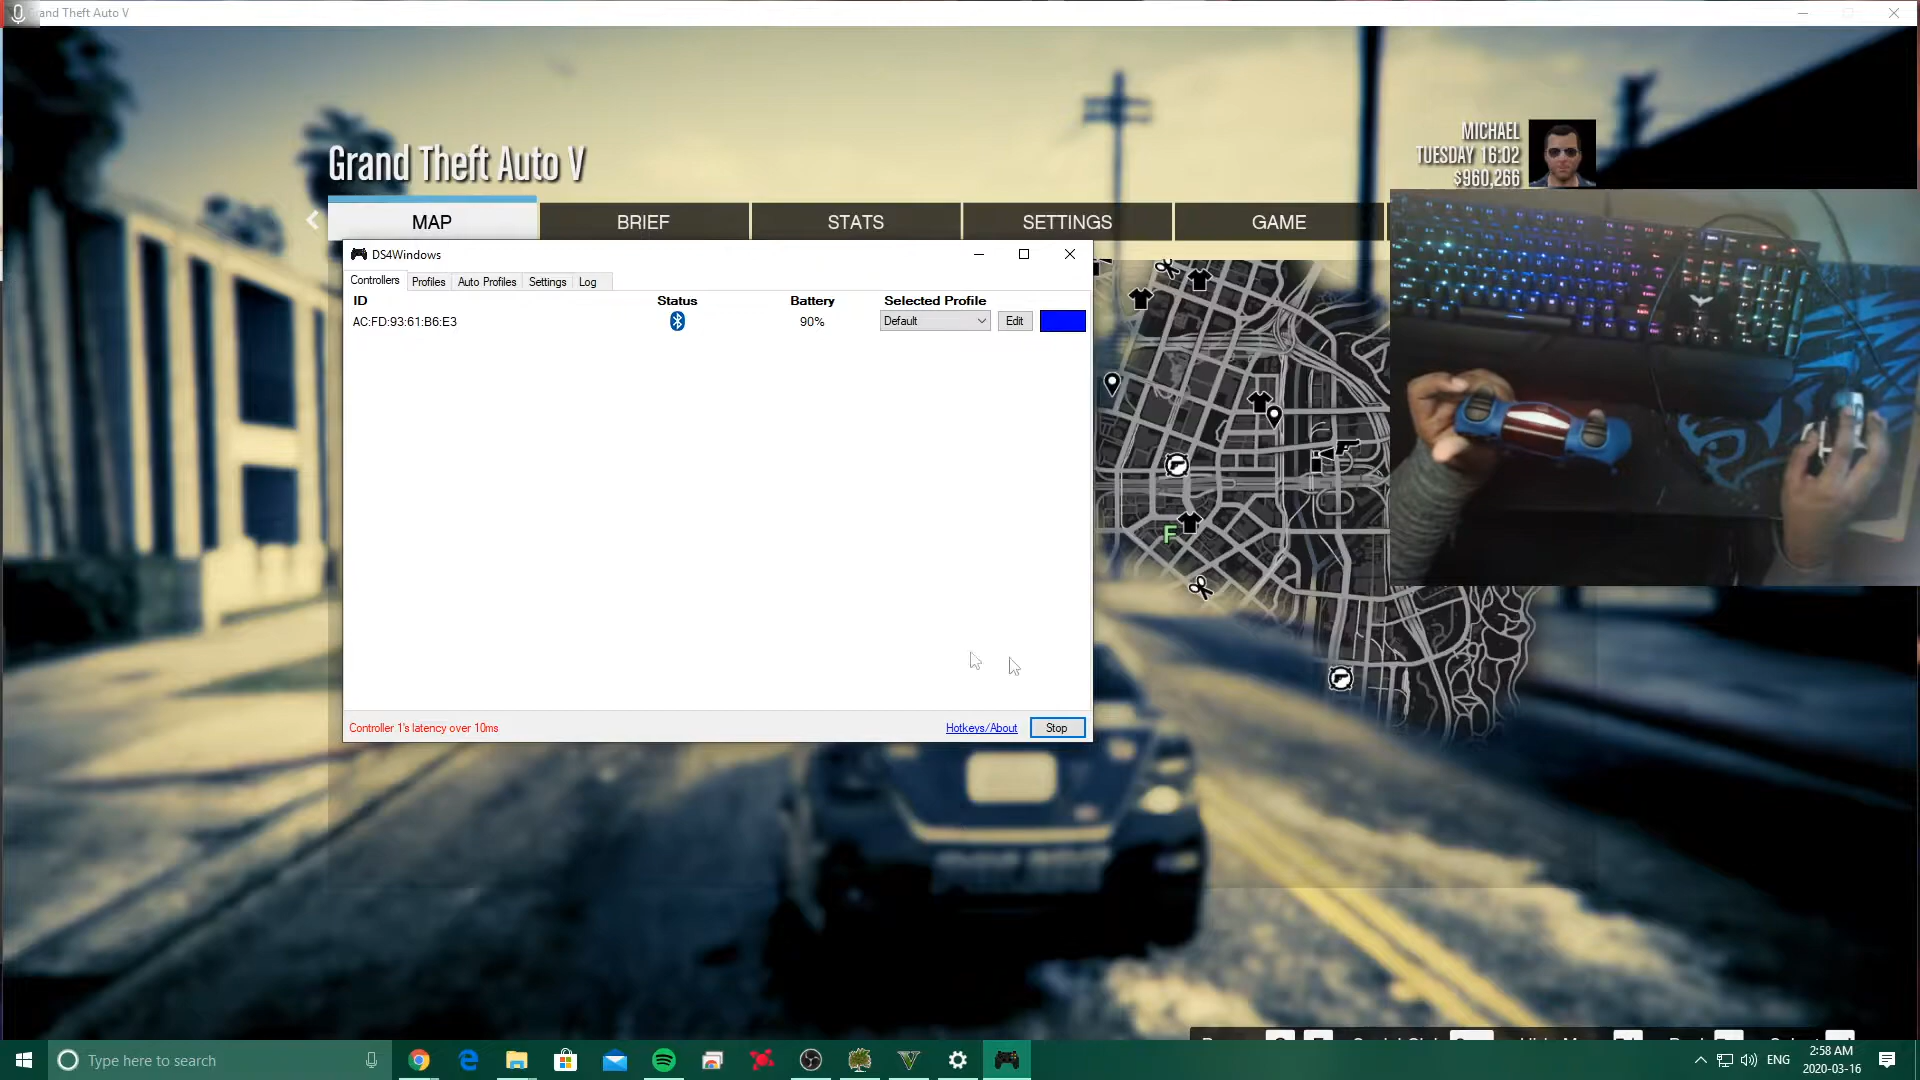 Grand Theft Auto V
Grand Theft Auto V
MICHAEL
TUESDAY 16:02
$960,266
MAP
BRIEF
STATS
SETTINGS
GAME
DS4Windows
Controllers
Profiles
Auto Profiles
Settings
Log
ID
Status
Battery
Selected Profile
AC:FD:93:61:B6:E3
90%
Default
Edit
F
Controller 1's latency over 10ms
Hotkeys/About
Stop
Type here to search
ENG
2:58 AM
2020-03-16